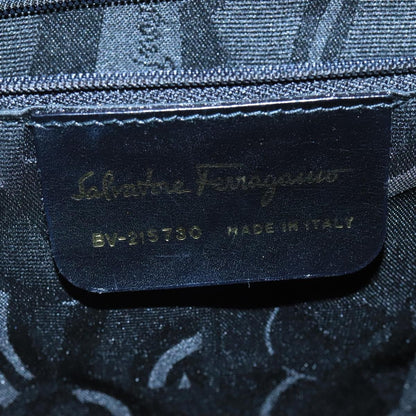 Salvatore Ferragamo
BV-215730 MADE IN ITALY